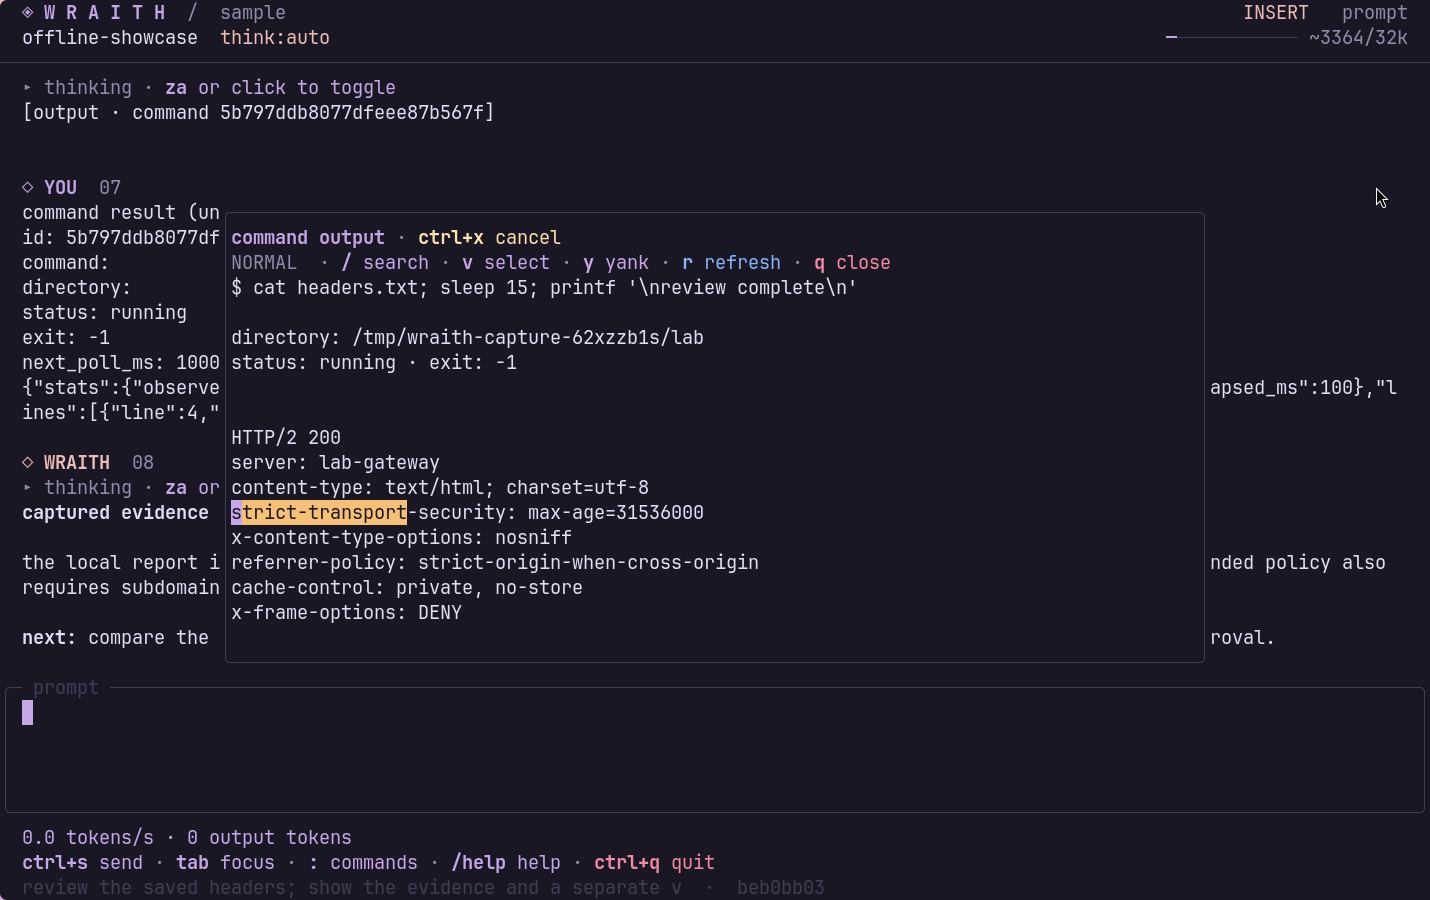 ◈ W R A I T H / sample INSERT prompt
offline-showcase think:auto ~3364/32k
▸ thinking · za or click to toggle
[output · command 5b797ddb8077dfeee87b567f]
◇ YOU 07
command result (un
id: 5b797ddb8077df
command:
directory:
status: running
exit: -1
next_poll_ms: 1000
{"stats":{"observe apsed_ms":100},"l
ines":[{"line":4,"
◇ WRAITH 08
▸ thinking · za or
captured evidence
the local report i nded policy also
requires subdomain
next: compare the roval.
command output · ctrl+x cancel
NORMAL · / search · v select · y yank · r refresh · q close
$ cat headers.txt; sleep 15; printf '\nreview complete\n'
directory: /tmp/wraith-capture-62xzzb1s/lab
status: running · exit: -1
HTTP/2 200
server: lab-gateway
content-type: text/html; charset=utf-8
strict-transport-security: max-age=31536000
x-content-type-options: nosniff
referrer-policy: strict-origin-when-cross-origin
cache-control: private, no-store
x-frame-options: DENY
prompt
0.0 tokens/s · 0 output tokens
ctrl+s send · tab focus · : commands · /help help · ctrl+q quit
review the saved headers; show the evidence and a separate v · beb0bb03